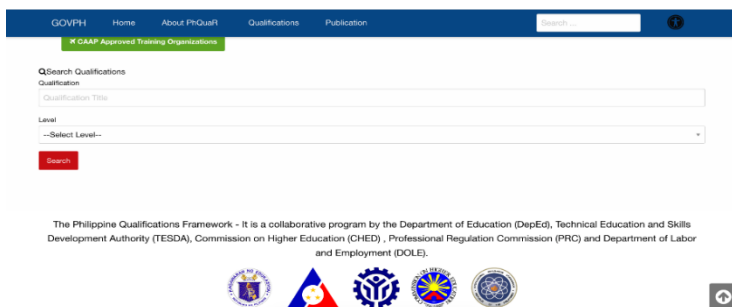 GOVPH Home About PhQuaR Qualifications Publication Search ...
CAAP Approved Training Organizations
Search Qualifications
Qualification
Qualification Title
Level
--Select Level--
Search
The Philippine Qualifications Framework - It is a collaborative program by the Department of Education (DepEd), Technical Education and Skills
Development Authority (TESDA), Commission on Higher Education (CHED) , Professional Regulation Commission (PRC) and Department of Labor
and Employment (DOLE).